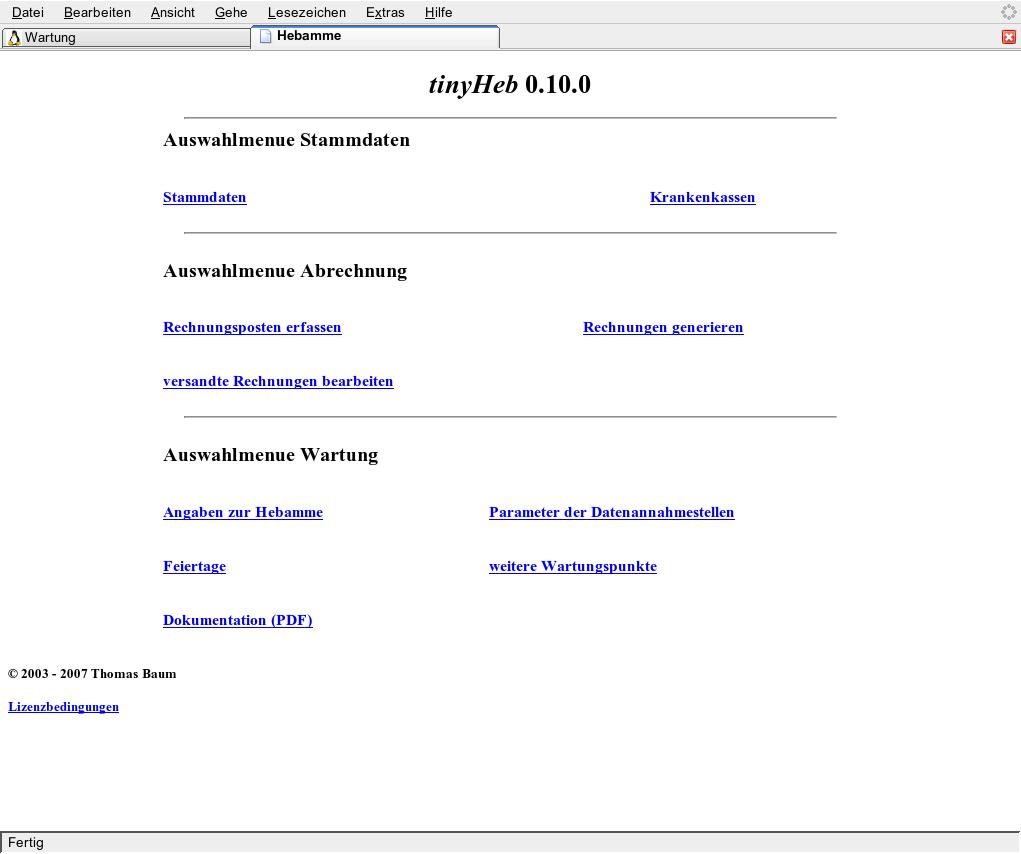 Datei Bearbeiten Ansicht Gehe Lesezeichen Extras Hilfe
Wartung Hebamme
tinyHeb 0.10.0
Auswahlmenue Stammdaten
Stammdaten Krankenkassen
Auswahlmenue Abrechnung
Rechnungsposten erfassen Rechnungen generieren
versandte Rechnungen bearbeiten
Auswahlmenue Wartung
Angaben zur Hebamme Parameter der Datenannahmestellen
Feiertage weitere Wartungspunkte
Dokumentation (PDF)
© 2003 - 2007 Thomas Baum
Lizenzbedingungen
Fertig